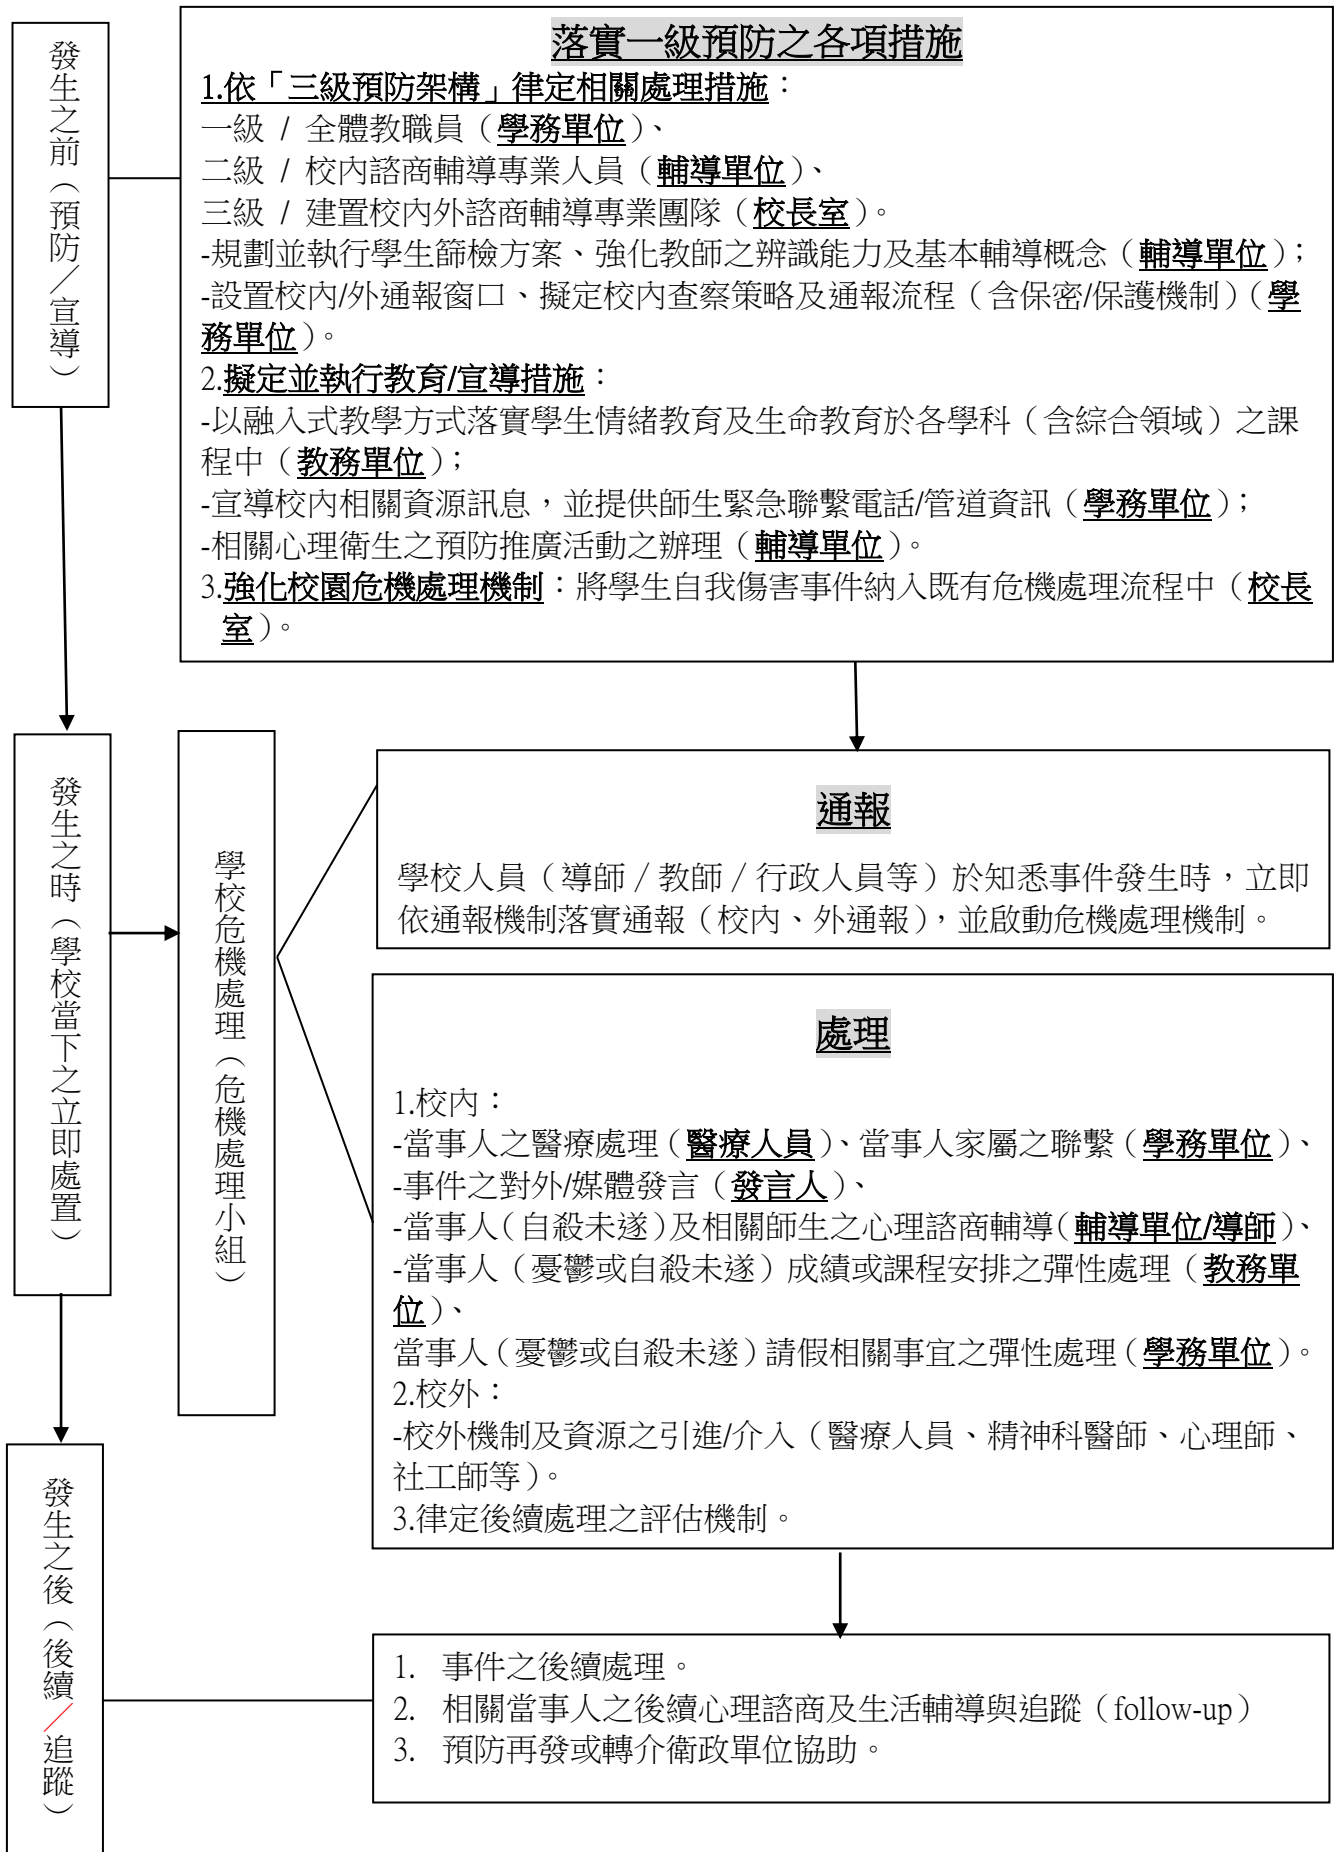 發生之前（預防／宣導）
落實一級預防之各項措施
1.依「三級預防架構」律定相關處理措施：
一級 / 全體教職員（學務單位）、
二級 / 校內諮商輔導專業人員（輔導單位）、
三級 / 建置校內外諮商輔導專業團隊（校長室）。
-規劃並執行學生篩檢方案、強化教師之辨識能力及基本輔導概念（輔導單位）；
-設置校內/外通報窗口、擬定校內查察策略及通報流程（含保密/保護機制）（學
務單位）。
2.擬定並執行教育/宣導措施：
-以融入式教學方式落實學生情緒教育及生命教育於各學科（含綜合領域）之課
程中（教務單位）；
-宣導校內相關資源訊息，並提供師生緊急聯繫電話/管道資訊（學務單位）；
-相關心理衛生之預防推廣活動之辦理（輔導單位）。
3.強化校園危機處理機制：將學生自我傷害事件納入既有危機處理流程中（校長
室）。
發生之時（學校當下之立即處置）
學校危機處理（危機處理小組）
通報
學校人員（導師／教師／行政人員等）於知悉事件發生時，立即
依通報機制落實通報（校內、外通報），並啟動危機處理機制。
處理
1.校內：
-當事人之醫療處理（醫療人員）、當事人家屬之聯繫（學務單位）、
-事件之對外/媒體發言（發言人）、
-當事人（自殺未遂）及相關師生之心理諮商輔導（輔導單位/導師）、
-當事人（憂鬱或自殺未遂）成績或課程安排之彈性處理（教務單
位）、
當事人（憂鬱或自殺未遂）請假相關事宜之彈性處理（學務單位）。
2.校外：
-校外機制及資源之引進/介入（醫療人員、精神科醫師、心理師、
社工師等）。
3.律定後續處理之評估機制。
發生之後（後續／追蹤）
1. 事件之後續處理。
2. 相關當事人之後續心理諮商及生活輔導與追蹤（follow-up）
3. 預防再發或轉介衛政單位協助。